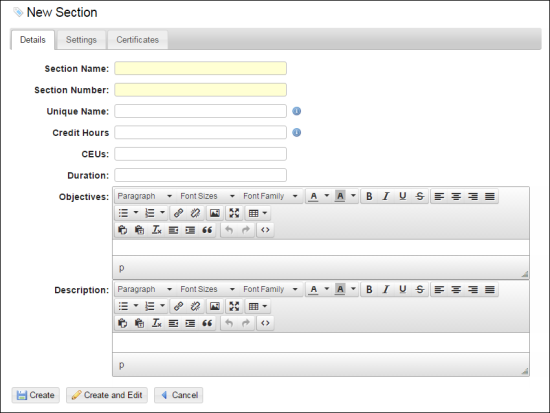 New Section
Details Settings Certificates
Section Name:
Section Number:
Unique Name:
Credit Hours
CEUs:
Duration:
Objectives:
Paragraph Font Sizes Font Family A A B I U S
p
Description:
Paragraph Font Sizes Font Family A A B I U S
p
Create Create and Edit Cancel